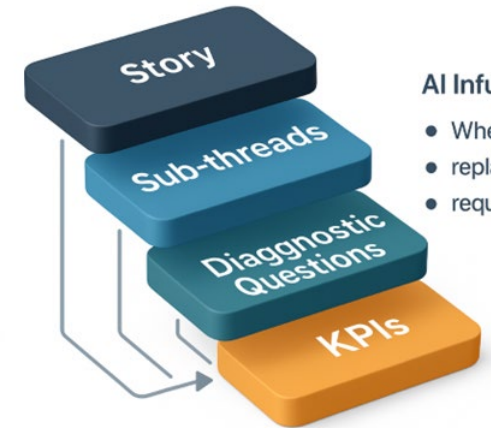 Story
Sub-threads
Diaggnostic
Questions
KPIs
AI Infu
• Whe
• repla
• requ